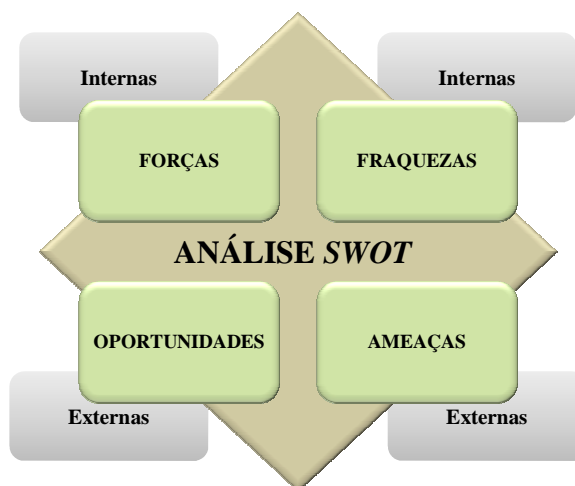 Internas
Internas
FORÇAS
FRAQUEZAS
ANÁLISE SWOT
OPORTUNIDADES
AMEAÇAS
Externas
Externas